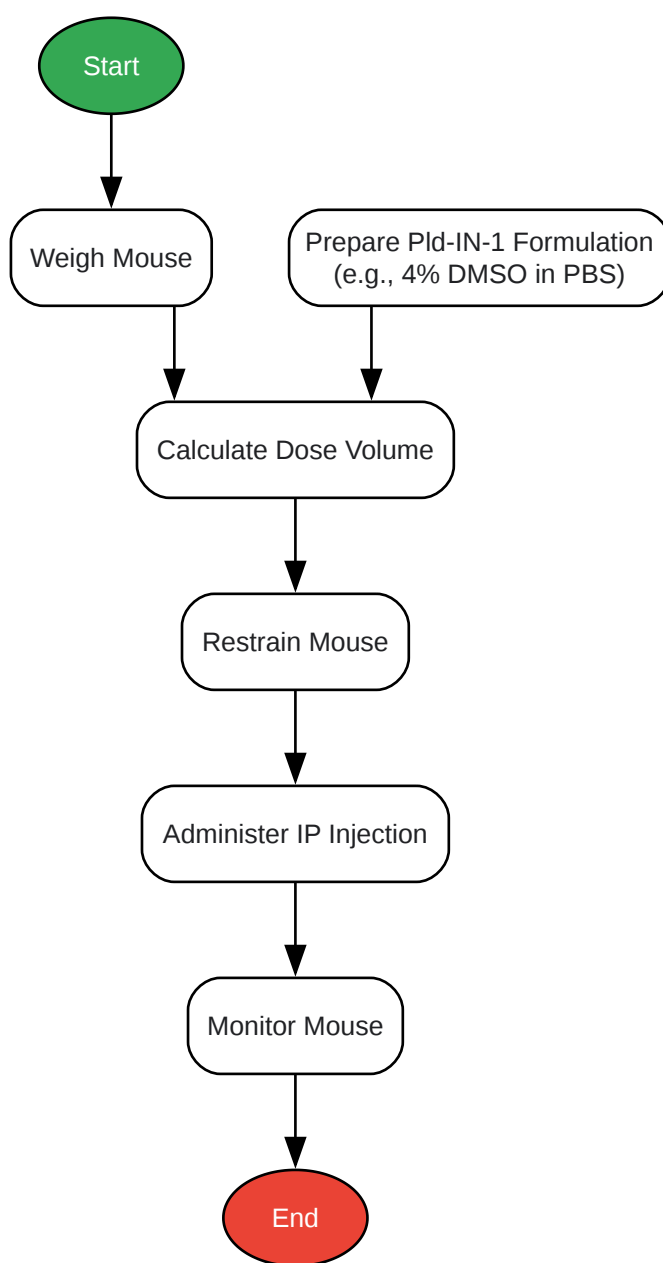 Start
Weigh Mouse
Prepare Pld-IN-1 Formulation
(e.g., 4% DMSO in PBS)
Calculate Dose Volume
Restrain Mouse
Administer IP Injection
Monitor Mouse
End